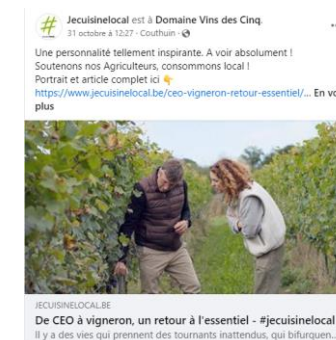 Jecuisinelocal est à Domaine Vins des Cinq.
31 octobre à 12:27 · Couthuin ·
Une personnalité tellement inspirante. A voir absolument !
Soutenons nos Agriculteurs, consommons local !
Portrait et article complet ici 👇
https://www.jecuisinelocal.be/ceo-vigneron-retour-essentiel/... En vo
plus
JECUISINELOCAL.BE
De CEO à vigneron, un retour à l'essentiel - #jecuisinelocal
Il y a des vies qui prennent des tournants inattendus, qui bifurquen...